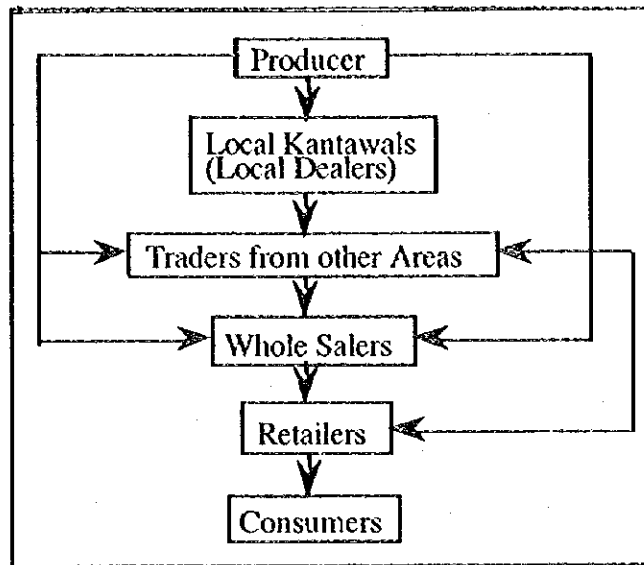 Producer
Local Kantawals
(Local Dealers)
Traders from other Areas
Whole Salers
Retailers
Consumers